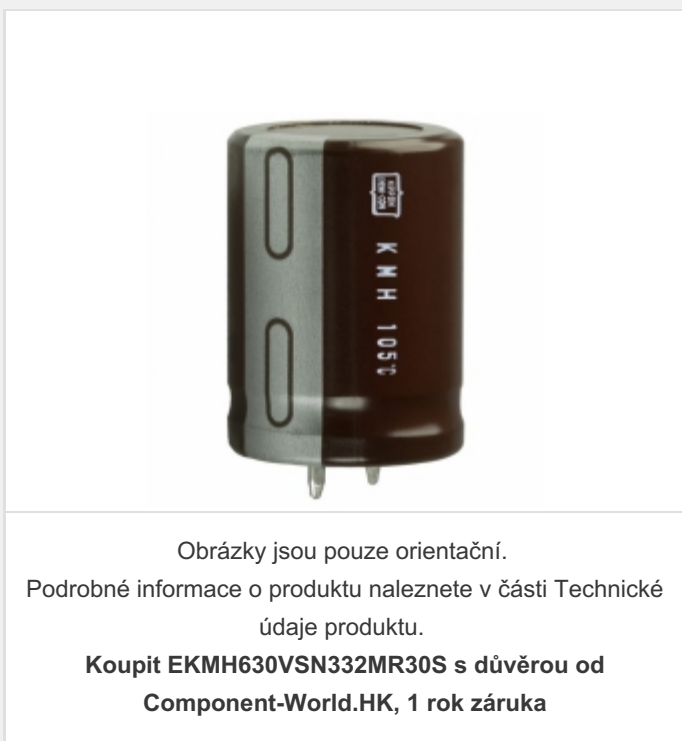 KMH 105℃
Obrázky jsou pouze orientační.
Podrobné informace o produktu naleznete v části Technické
údaje produktu.
Koupit EKMH630VSN332MR30S s důvěrou od
Component-World.HK, 1 rok záruka